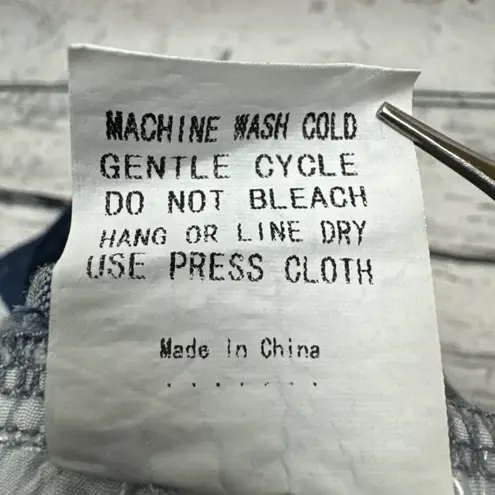 MACHINE WASH COLD
GENTLE CYCLE
DO NOT BLEACH
HANG OR LINE DRY
USE PRESS CLOTH
Made in China
.......